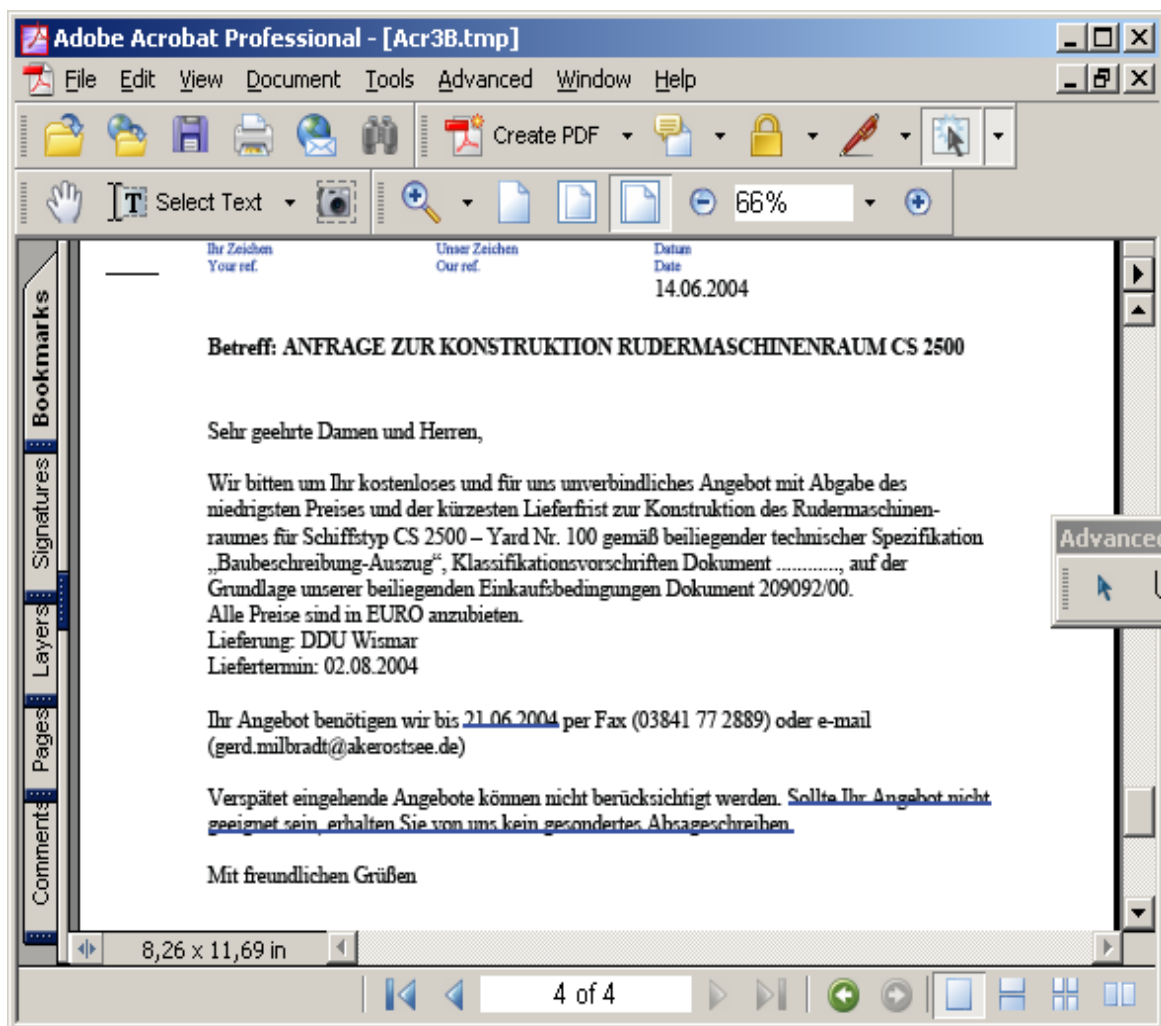 Adobe Acrobat Professional - [Acr3B.tmp]
File Edit View Document Tools Advanced Window Help
Create PDF
Select Text 66%
Ihr Zeichen Unser Zeichen Datum
Your ref. Our ref. Date
14.06.2004
Betreff: ANFRAGE ZUR KONSTRUKTION RUDERMASCHINENRAUM CS 2500
Sehr geehrte Damen und Herren,
Wir bitten um Ihr kostenloses und für uns unverbindliches Angebot mit Abgabe des
niedrigsten Preises und der kürzesten Lieferfrist zur Konstruktion des Rudermaschinen-
raumes für Schiffstyp CS 2500 – Yard Nr. 100 gemäß beiliegender technischer Spezifikation
„Baubeschreibung-Auszug“, Klassifikationsvorschriften Dokument ............., auf der
Grundlage unserer beiliegenden Einkaufsbedingungen Dokument 209092/00.
Alle Preise sind in EURO anzubieten.
Lieferung: DDU Wismar
Liefertermin: 02.08.2004
Ihr Angebot benötigen wir bis 21.06.2004 per Fax (03841 77 2889) oder e-mail
(gerd.milbradt@akerostsee.de)
Verspätet eingehende Angebote können nicht berücksichtigt werden. Sollte Ihr Angebot nicht
geeignet sein, erhalten Sie von uns kein gesondertes Absageschreiben.
Mit freundlichen Grüßen
Bookmarks
Signatures
Layers
Pages
Comments
Advanced
8,26 x 11,69 in
4 of 4